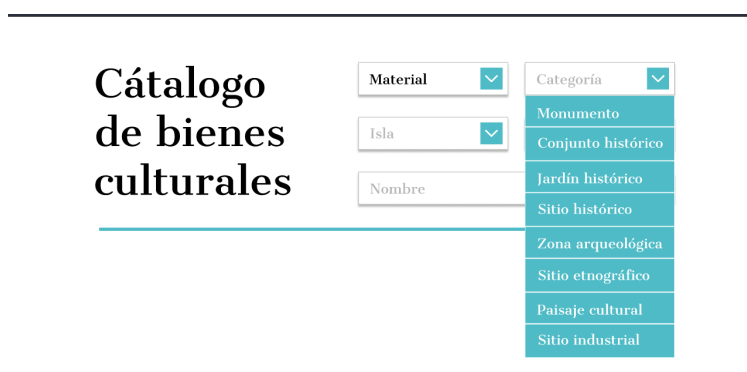 Cátalogo
de bienes
culturales
Material
Categoría
Isla
Nombre
Monumento
Conjunto histórico
Jardín histórico
Sitio histórico
Zona arqueológica
Sitio etnográfico
Paisaje cultural
Sitio industrial